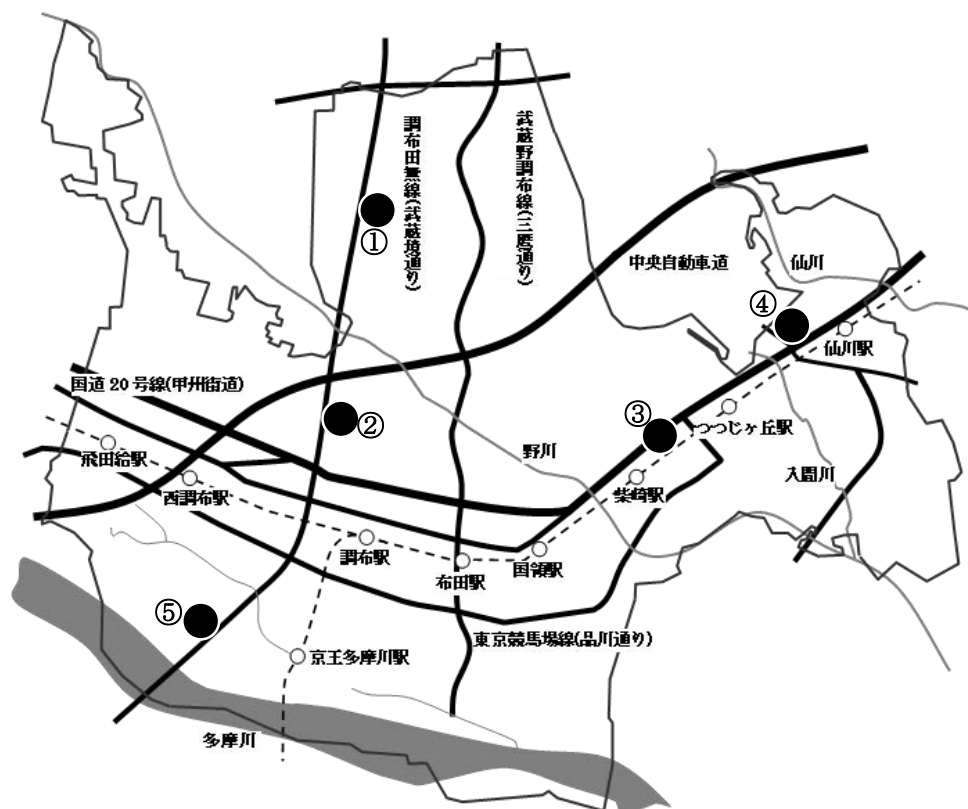 調布田無線(武蔵境通り)
武蔵野調布線(三鷹通り)
①
中央自動車道
仙川
④
仙川駅
国道20号線(甲州街道)
②
③
つつじヶ丘駅
飛田給駅
野川
入間川
西調布駅
柴崎駅
調布駅
布田駅
国領駅
⑤
東京競馬場線(品川通り)
京王多摩川駅
多摩川